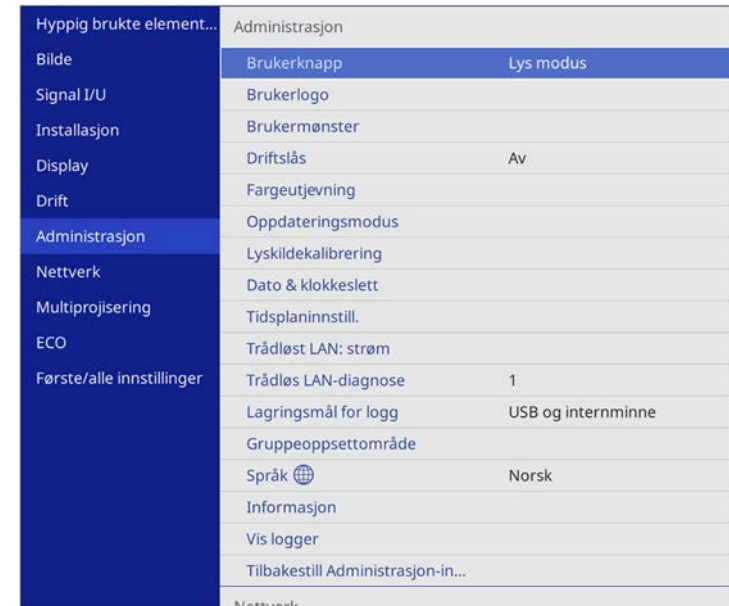 Hyppig brukte element...
Bilde
Signal I/U
Installasjon
Display
Drift
Administrasjon
Nettverk
Multiprojisering
ECO
Første/alle innstillinger
Administrasjon
Brukerknapp Lys modus
Brukerlogo
Brukermønster
Driftslås Av
Fargeutjevning
Oppdateringsmodus
Lyskildekalibrering
Dato & klokkeslett
Tidsplaninnstill.
Trådløst LAN: strøm
Trådløs LAN-diagnose 1
Lagringsmål for logg USB og internminne
Gruppeoppsettområde
Språk Norsk
Informasjon
Vis logger
Tilbakestill Administrasjon-in...
Nettverk